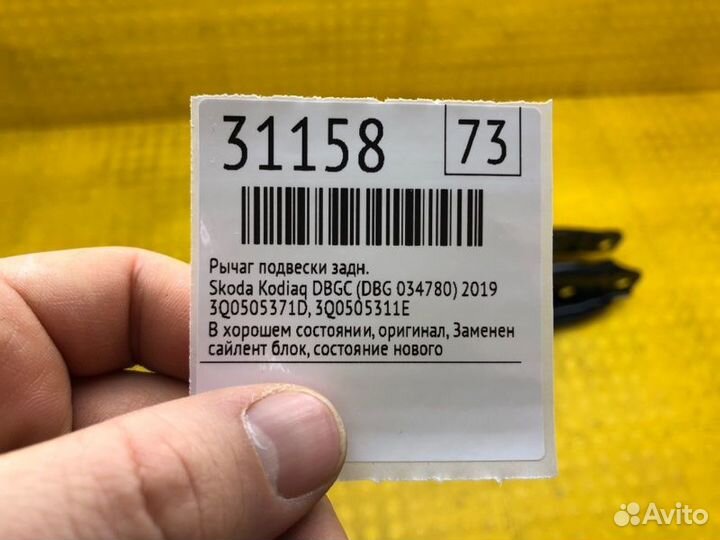 31158
73
Рычаг подвески задн.
Skoda Kodiaq DBGC (DBG 034780) 2019
3Q0505371D, 3Q0505311E
В хорошем состоянии, оригинал, Заменен
сайлент блок, состояние нового
Avito